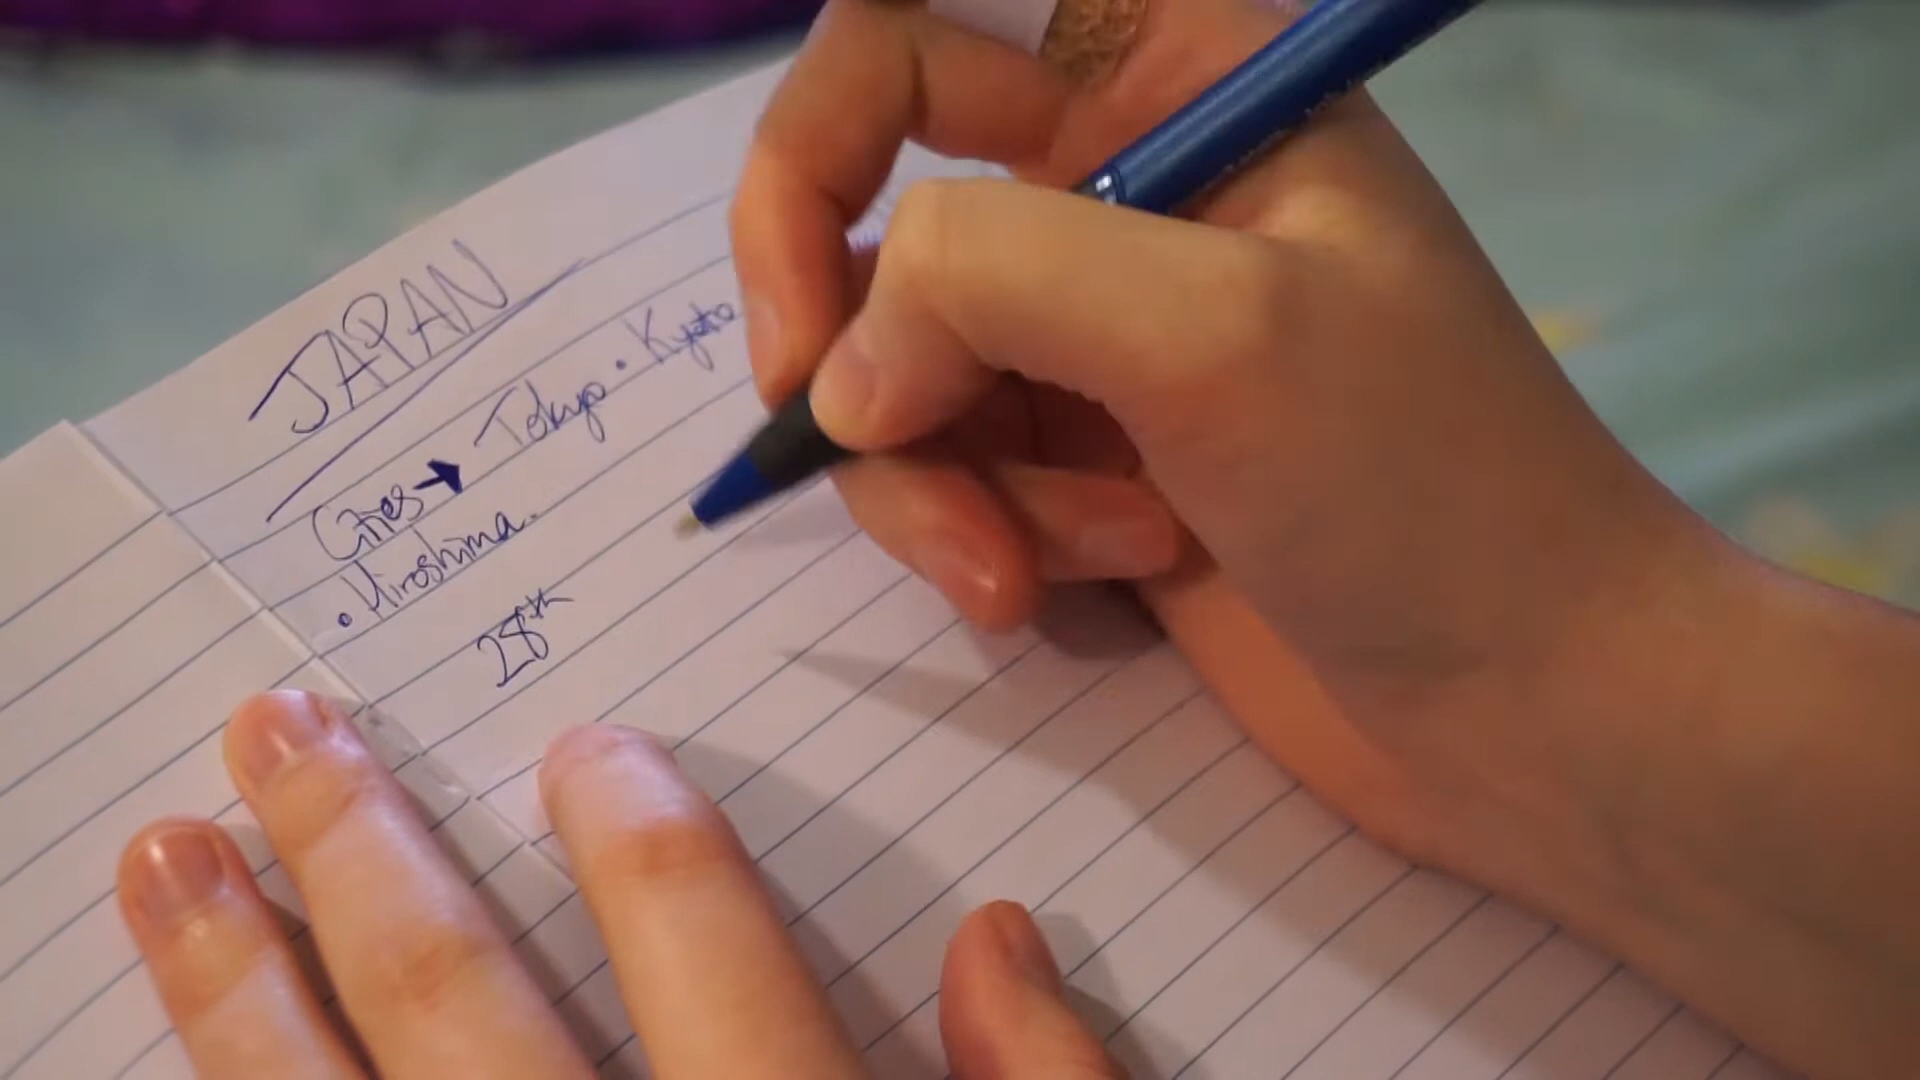 JAPAN
Cities → Tokyo • Kyoto
• Hiroshima.
28th